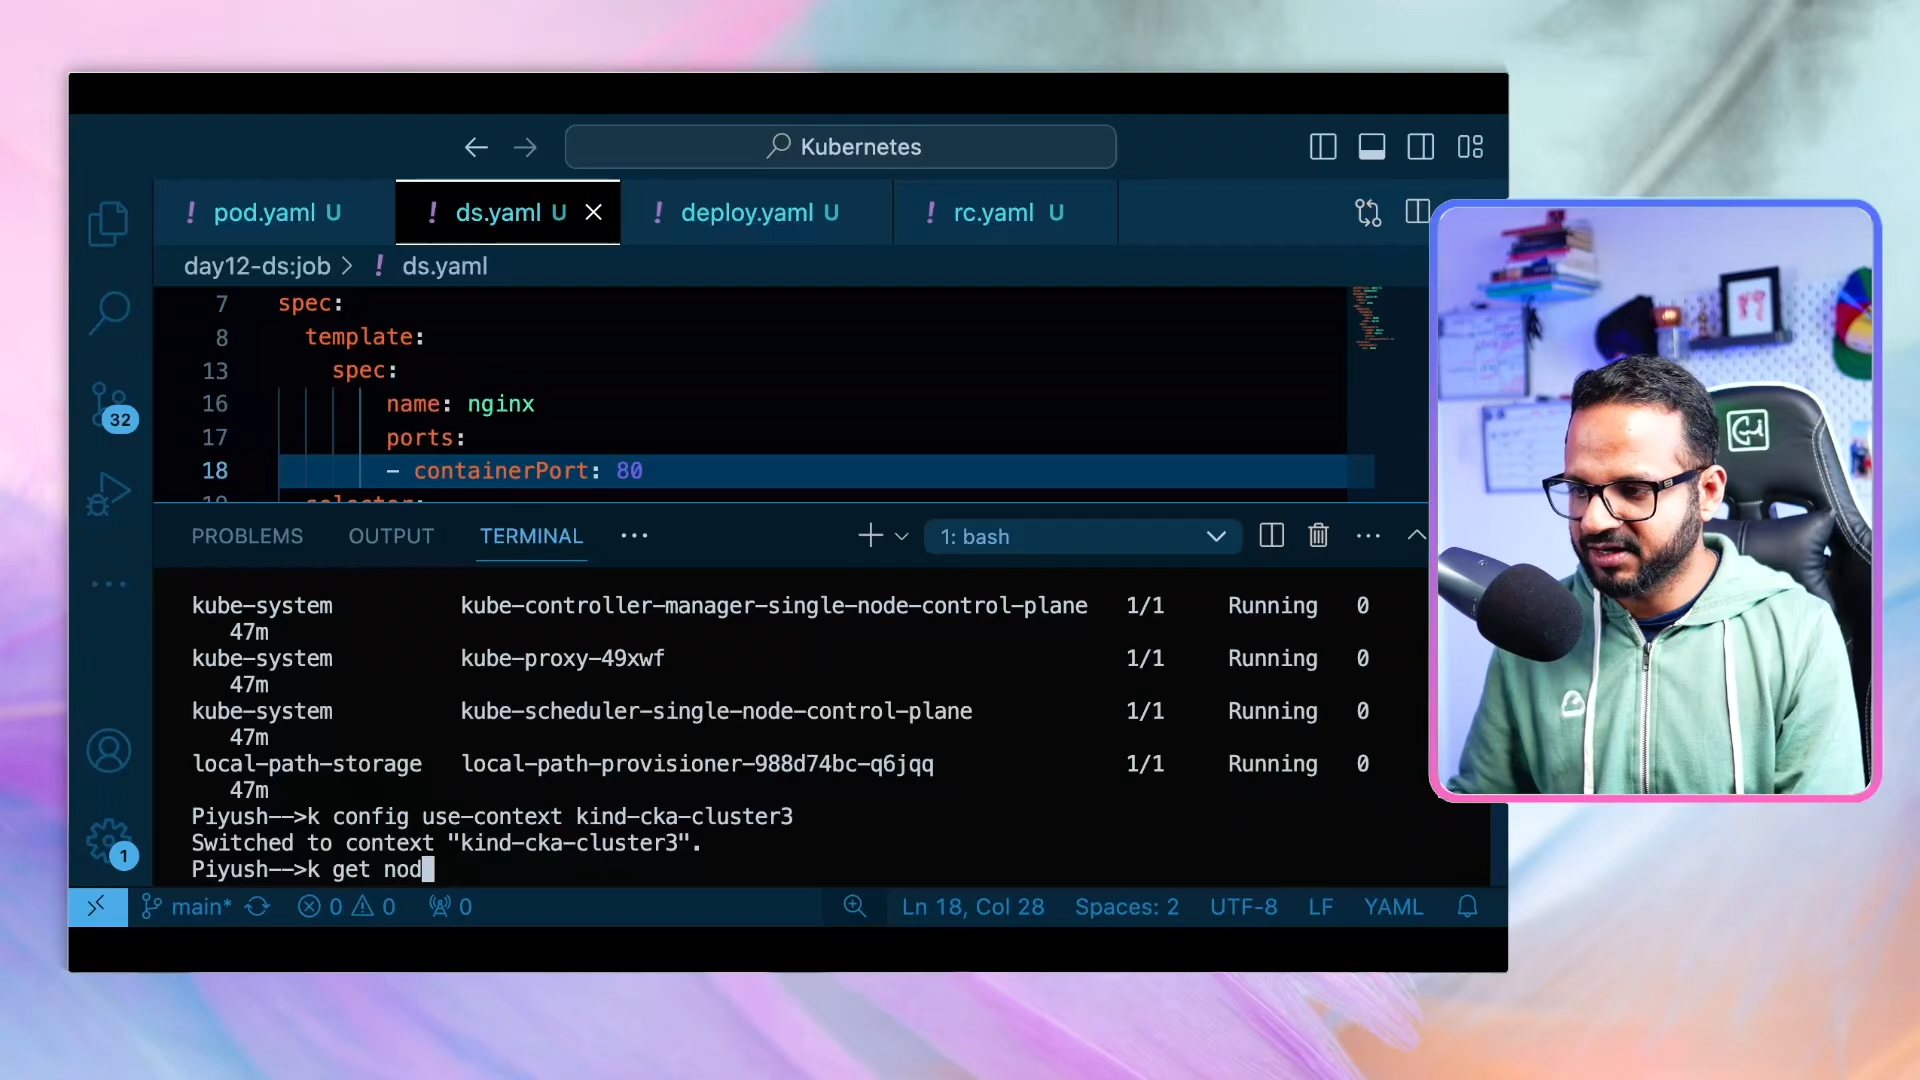 Kubernetes
! pod.yaml U
! ds.yaml U
! deploy.yaml U
! rc.yaml U
day12-ds:job > ! ds.yaml
7 spec:
8 template:
13 spec:
16 name: nginx
17 ports:
18 - containerPort: 80
19 selector:
32
PROBLEMS OUTPUT TERMINAL ...
1: bash
kube-system kube-controller-manager-single-node-control-plane 1/1 Running 0
47m
kube-system kube-proxy-49xwf 1/1 Running 0
47m
kube-system kube-scheduler-single-node-control-plane 1/1 Running 0
47m
local-path-storage local-path-provisioner-988d74bc-q6jqq 1/1 Running 0
47m
Piyush-->k config use-context kind-cka-cluster3
Switched to context "kind-cka-cluster3".
Piyush-->k get nod
1
main* 0 0 0 Ln 18, Col 28 Spaces: 2 UTF-8 LF YAML